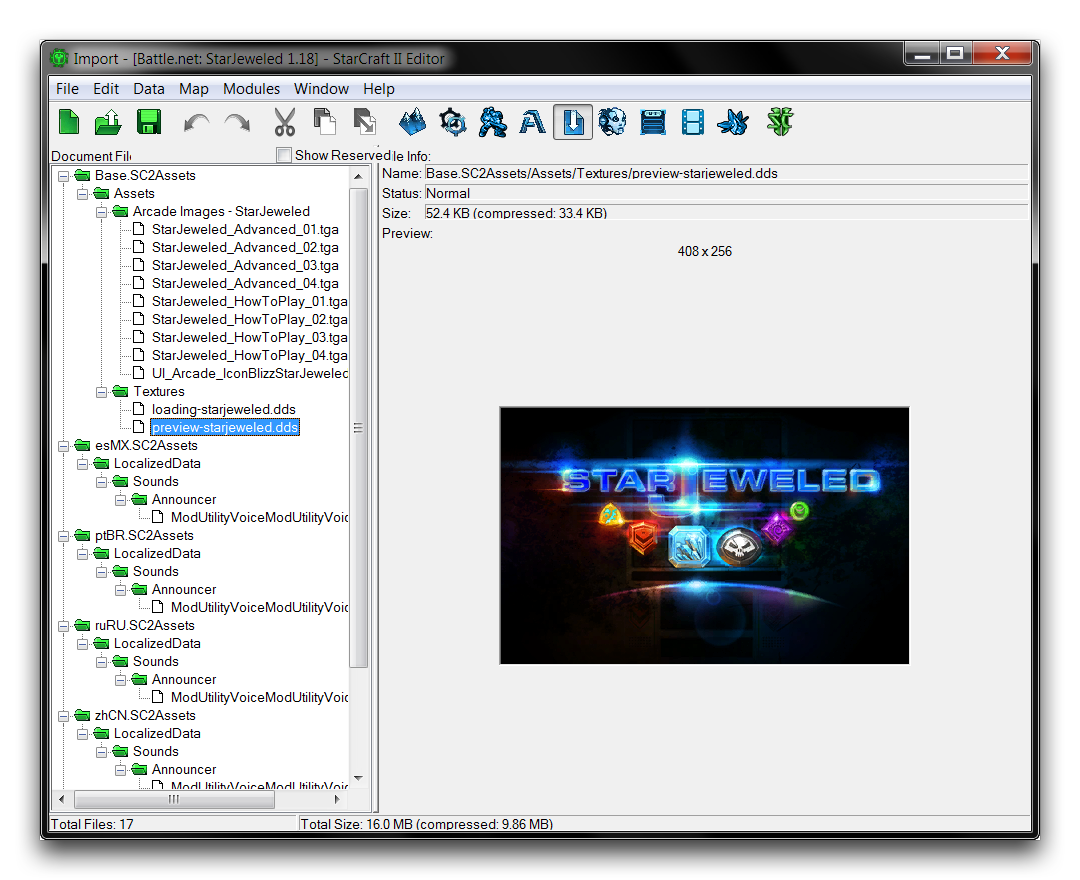 Import - [Battle.net: StarJeweled 1.18] - StarCraft II Editor
File Edit Data Map Modules Window Help
Document Fil
Show Reserved
le Info:
Base.SC2Assets
Assets
Arcade Images - StarJeweled
StarJeweled_Advanced_01.tga
StarJeweled_Advanced_02.tga
StarJeweled_Advanced_03.tga
StarJeweled_Advanced_04.tga
StarJeweled_HowToPlay_01.tga
StarJeweled_HowToPlay_02.tga
StarJeweled_HowToPlay_03.tga
StarJeweled_HowToPlay_04.tga
UI_Arcade_IconBlizzStarJeweled
Textures
loading-starjeweled.dds
preview-starjeweled.dds
esMX.SC2Assets
LocalizedData
Sounds
Announcer
ModUtilityVoiceModUtilityVoic
ptBR.SC2Assets
LocalizedData
Sounds
Announcer
ModUtilityVoiceModUtilityVoic
ruRU.SC2Assets
LocalizedData
Sounds
Announcer
ModUtilityVoiceModUtilityVoic
zhCN.SC2Assets
LocalizedData
Sounds
Announcer
ModUtilityVoiceModUtilityVoic
Name: Base.SC2Assets/Assets/Textures/preview-starjeweled.dds
Status: Normal
Size: 52.4 KB (compressed: 33.4 KB)
Preview:
408 x 256
STARJEWELED
Total Files: 17
Total Size: 16.0 MB (compressed: 9.86 MB)